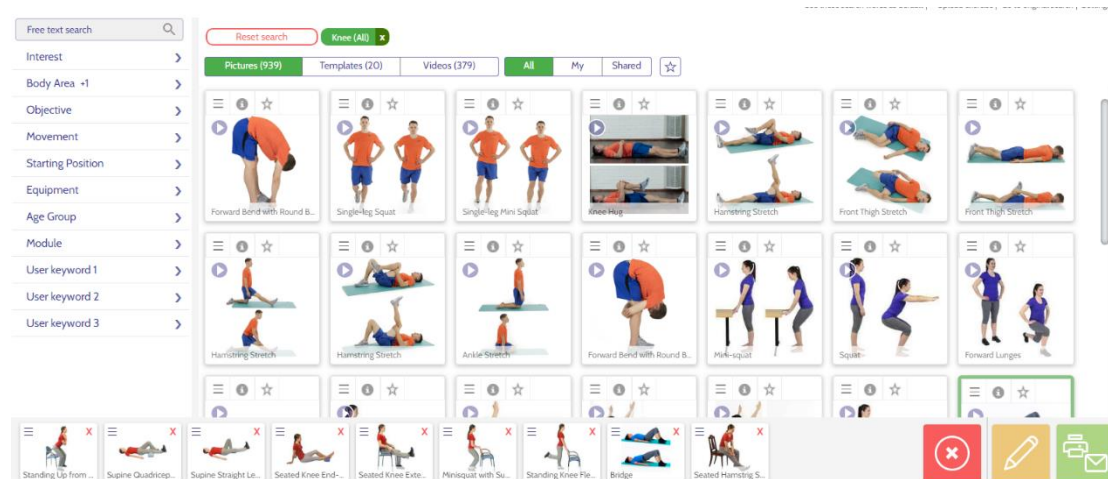 Free text search
Interest
Body Area +1
Objective
Movement
Starting Position
Equipment
Age Group
Module
User keyword 1
User keyword 2
User keyword 3
Reset search
Knee (All) x
Pictures (939) Templates (20) Videos (379) All My Shared
Forward Bend with Round B...
Single-leg Squat
Single-leg Mini Squat
Knee Hug
Hamstring Stretch
Front Thigh Stretch
Front Thigh Stretch
Hamstring Stretch
Hamstring Stretch
Ankle Stretch
Forward Bend with Round B...
Mini-squat
Squat
Forward Lunges
Standing Up from ...
Supine Quadricep...
Supine Straight Le...
Seated Knee End-...
Seated Knee Exte...
Minisquat with Su...
Standing Knee Fle...
Bridge
Seated Hamstring S...